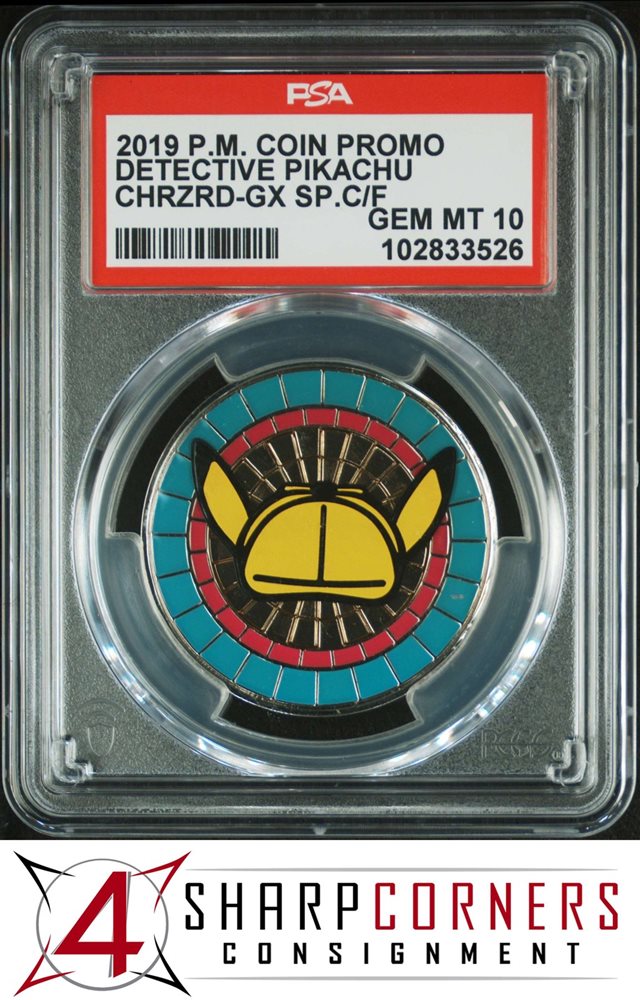 PSA
2019 P.M. COIN PROMO
DETECTIVE PIKACHU
CHRZRD-GX SP.C/F
GEM MT 10
102833526
4
SHARPCORNERS
CONSIGNMENT